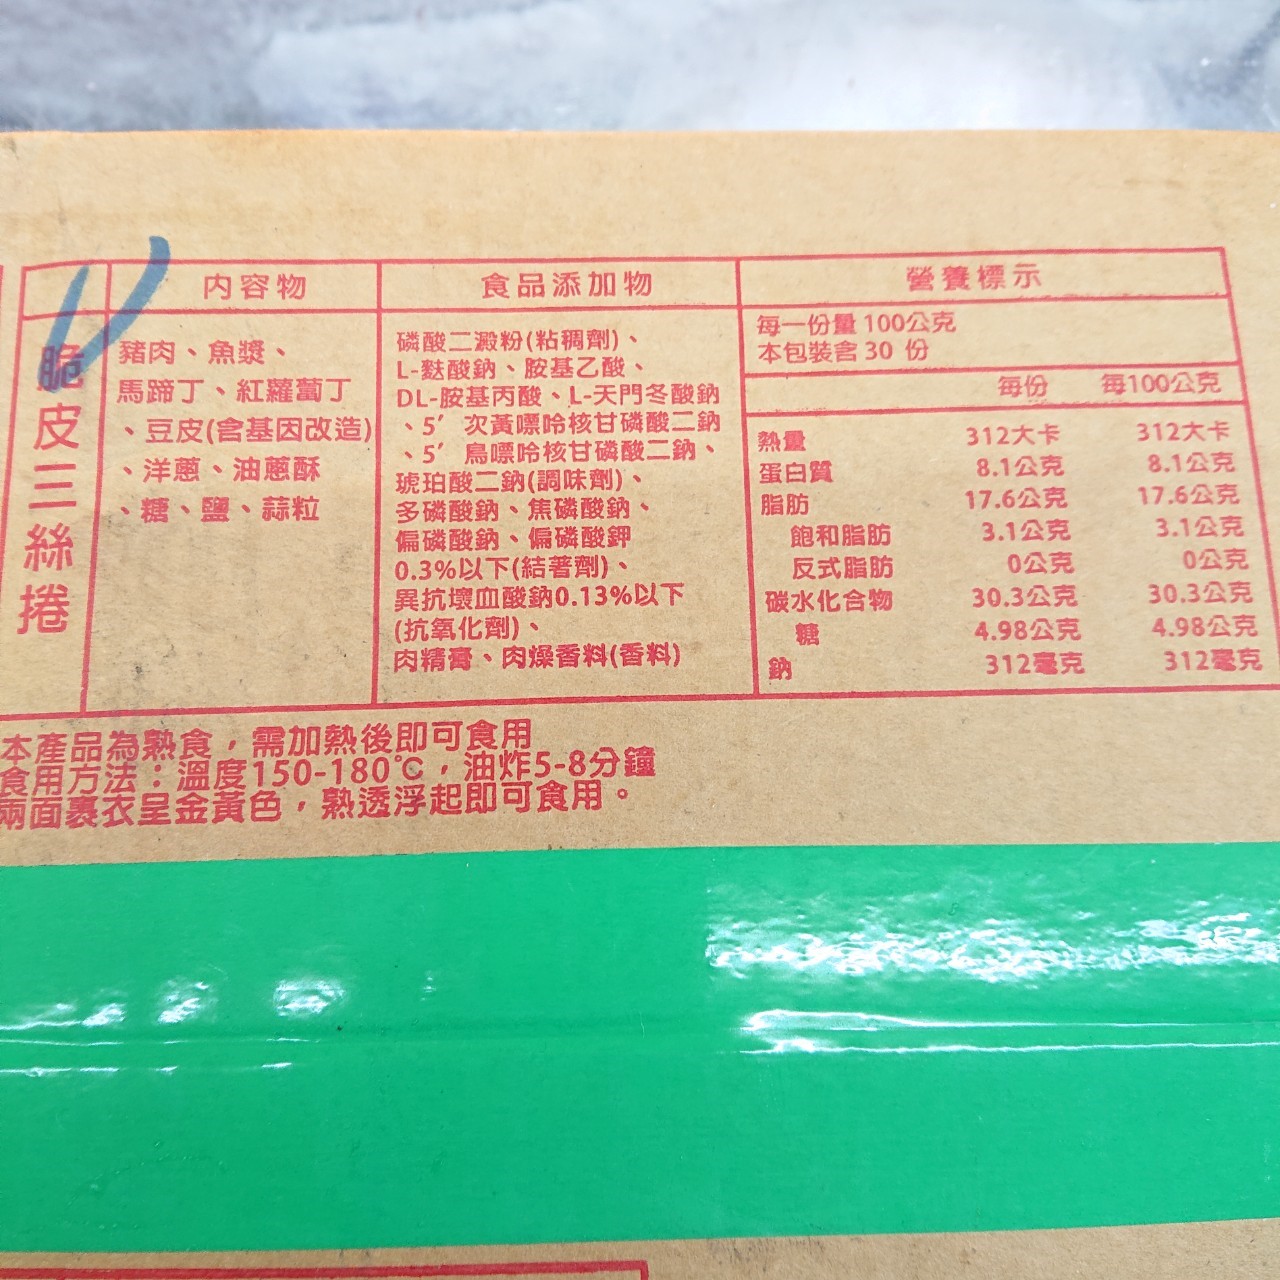 脆皮三絲捲
內容物
豬肉、魚漿、
馬蹄丁、紅蘿蔔丁
、豆皮(含基因改造)
、洋蔥、油蔥酥
、糖、鹽、蒜粒
食品添加物
磷酸二澱粉(粘稠劑)、
L-麩酸鈉、胺基乙酸、
DL-胺基丙酸、L-天門冬酸鈉
、5’次黃嘌呤核甘磷酸二鈉
、5’鳥嘌呤核甘磷酸二鈉、
琥珀酸二鈉(調味劑)、
多磷酸鈉、焦磷酸鈉、
偏磷酸鈉、偏磷酸鉀
0.3%以下(結著劑)、
異抗壞血酸鈉0.13%以下
(抗氧化劑)、
肉精膏、肉燥香料(香料)
營養標示
每一份量 100公克
本包裝含 30 份
每份 每100公克
熱量 312大卡 312大卡
蛋白質 8.1公克 8.1公克
脂肪 17.6公克 17.6公克
飽和脂肪 3.1公克 3.1公克
反式脂肪 0公克 0公克
碳水化合物 30.3公克 30.3公克
糖 4.98公克 4.98公克
鈉 312毫克 312毫克
本產品為熟食，需加熱後即可食用
食用方法：溫度150-180℃，油炸5-8分鐘
兩面裹衣呈金黃色，熟透浮起即可食用。